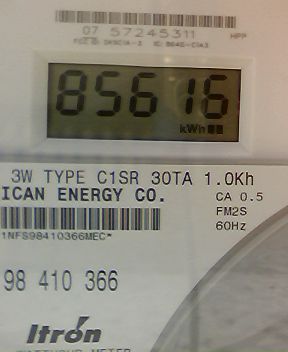 07 57245311
HPP
85616
kWh
3W TYPE C1SR 30TA 1.0Kh
ICAN ENERGY CO.
CA 0.5
FM2S
60Hz
1NFS98410366MEC*
98 410 366
Itron